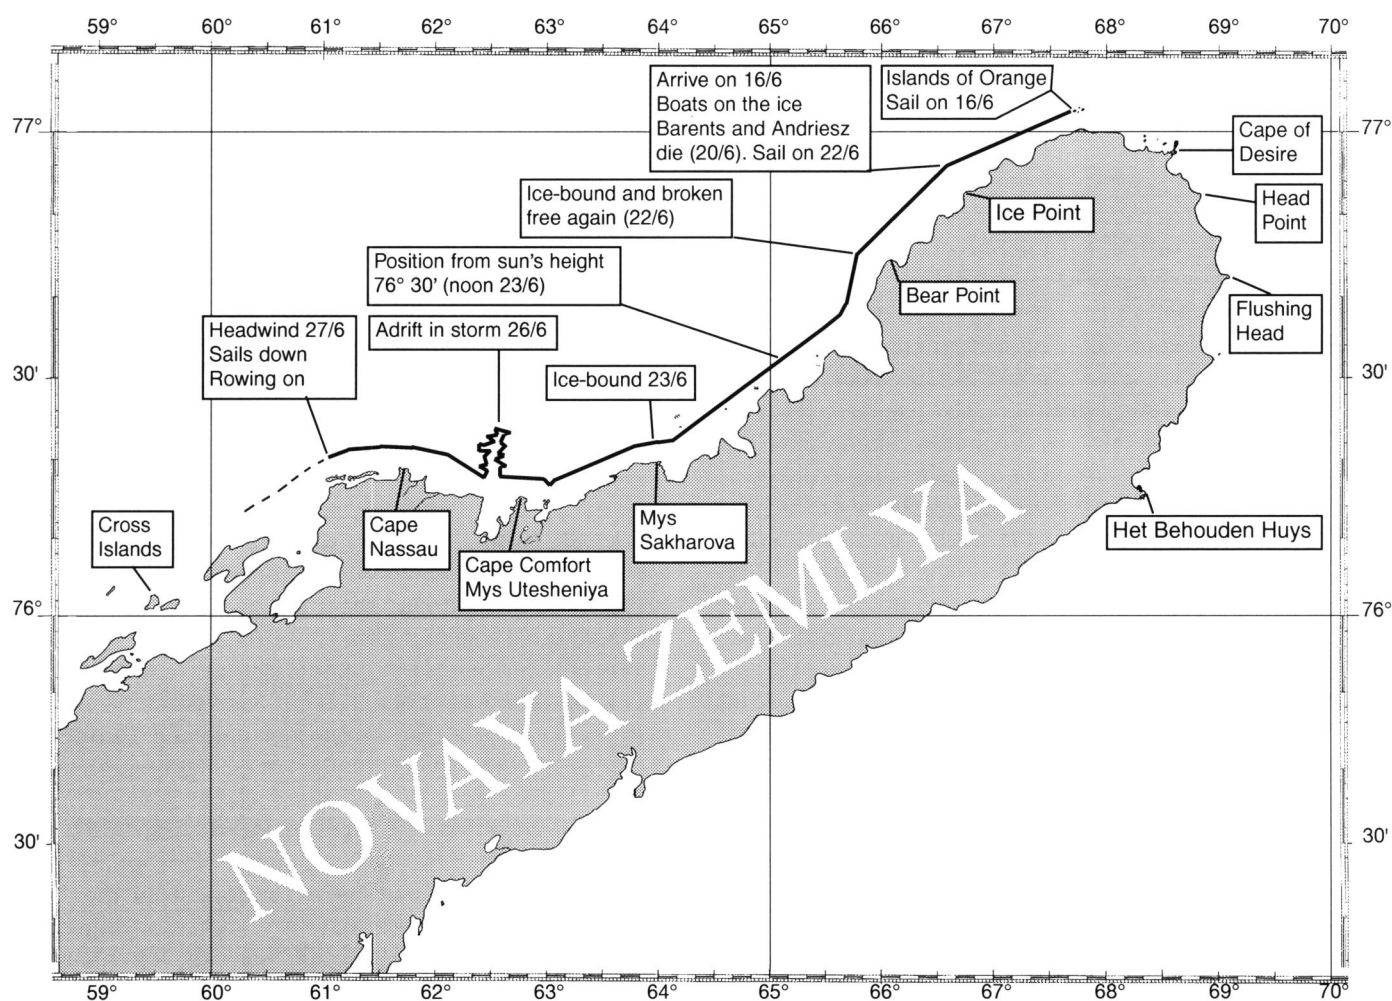 59° 60° 61° 62° 63° 64° 65° 66° 67° 68° 69° 70°
Arrive on 16/6
Boats on the ice
Barents and Andriesz
die (20/6). Sail on 22/6
Islands of Orange
Sail on 16/6
77°
77°
Cape of
Desire
Ice-bound and broken
free again (22/6)
Ice Point
Head
Point
Position from sun's height
76° 30' (noon 23/6)
Bear Point
Flushing
Head
Headwind 27/6
Sails down
Rowing on
Adrift in storm 26/6
Ice-bound 23/6
30'
30'
Cross
Islands
Cape
Nassau
Cape Comfort
Mys Utesheniya
Mys
Sakharova
Het Behouden Huys
76°
76°
NOVAYA ZEMLYA
30'
30'
59° 60° 61° 62° 63° 64° 65° 66° 67° 68° 69° 70°